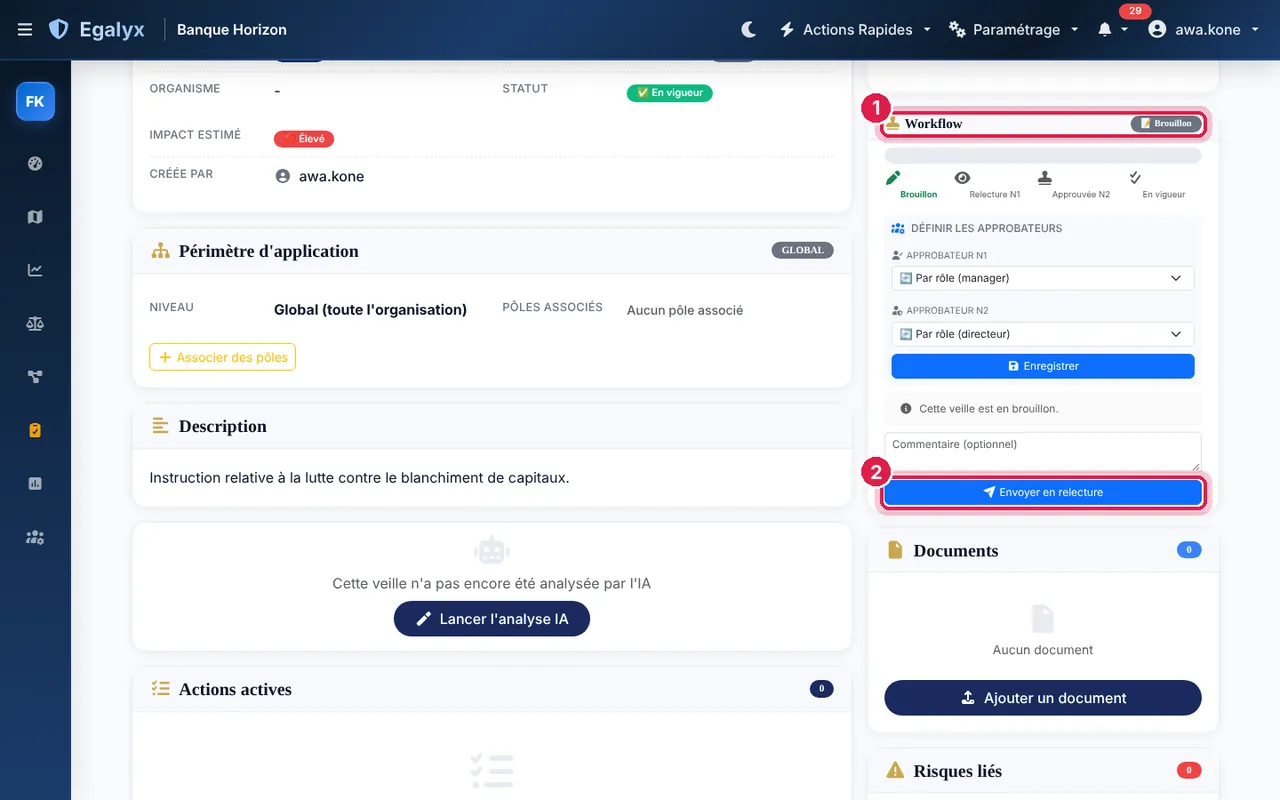 Egalyx
Banque Horizon
Actions Rapides
Paramétrage
29
awa.kone
FK
ORGANISME
-
STATUT
✅ En vigueur
IMPACT ESTIMÉ
Élevé
CRÉÉE PAR
awa.kone
Périmètre d'application
GLOBAL
NIVEAU
Global (toute l'organisation)
PÔLES ASSOCIÉS
Aucun pôle associé
+ Associer des pôles
Description
Instruction relative à la lutte contre le blanchiment de capitaux.
Cette veille n'a pas encore été analysée par l'IA
Lancer l'analyse IA
Actions actives
0
1
Workflow
Brouillon
Brouillon
Relecture N1
Approuvée N2
En vigueur
DÉFINIR LES APPROBATEURS
APPROBATEUR N1
Par rôle (manager)
APPROBATEUR N2
Par rôle (directeur)
Enregistrer
Cette veille est en brouillon.
Commentaire (optionnel)
2
Envoyer en relecture
Documents
0
Aucun document
Ajouter un document
Risques liés
0